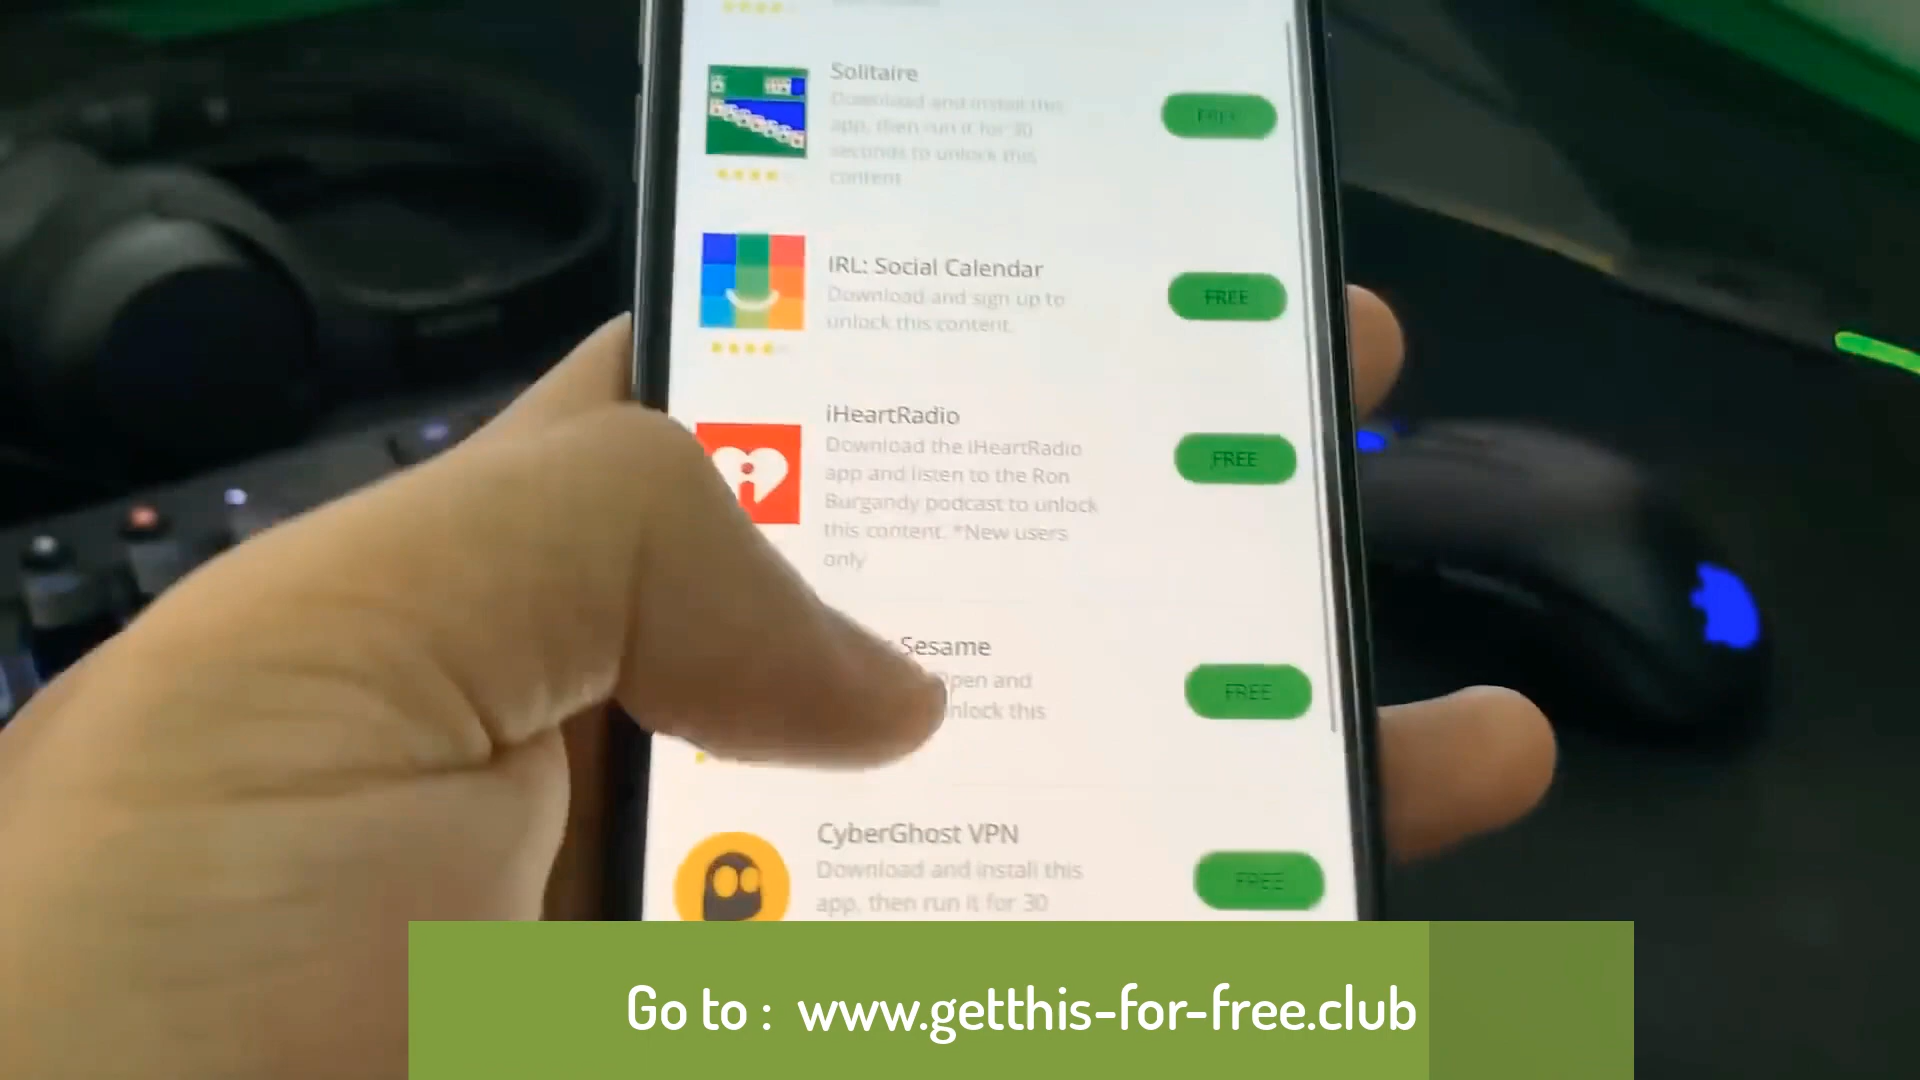 Solitaire
Download and install this
app, then run it for 30
seconds to unlock this
content
FREE
IRL: Social Calendar
Download and sign up to
unlock this content.
FREE
iHeartRadio
Download the iHeartRadio
app and listen to the Ron
Burgandy podcast to unlock
this content. *New users
only
FREE
Sesame
Open and
unlock this
FREE
CyberGhost VPN
Download and install this
app, then run it for 30
FREE
Go to : www.getthis-for-free.club